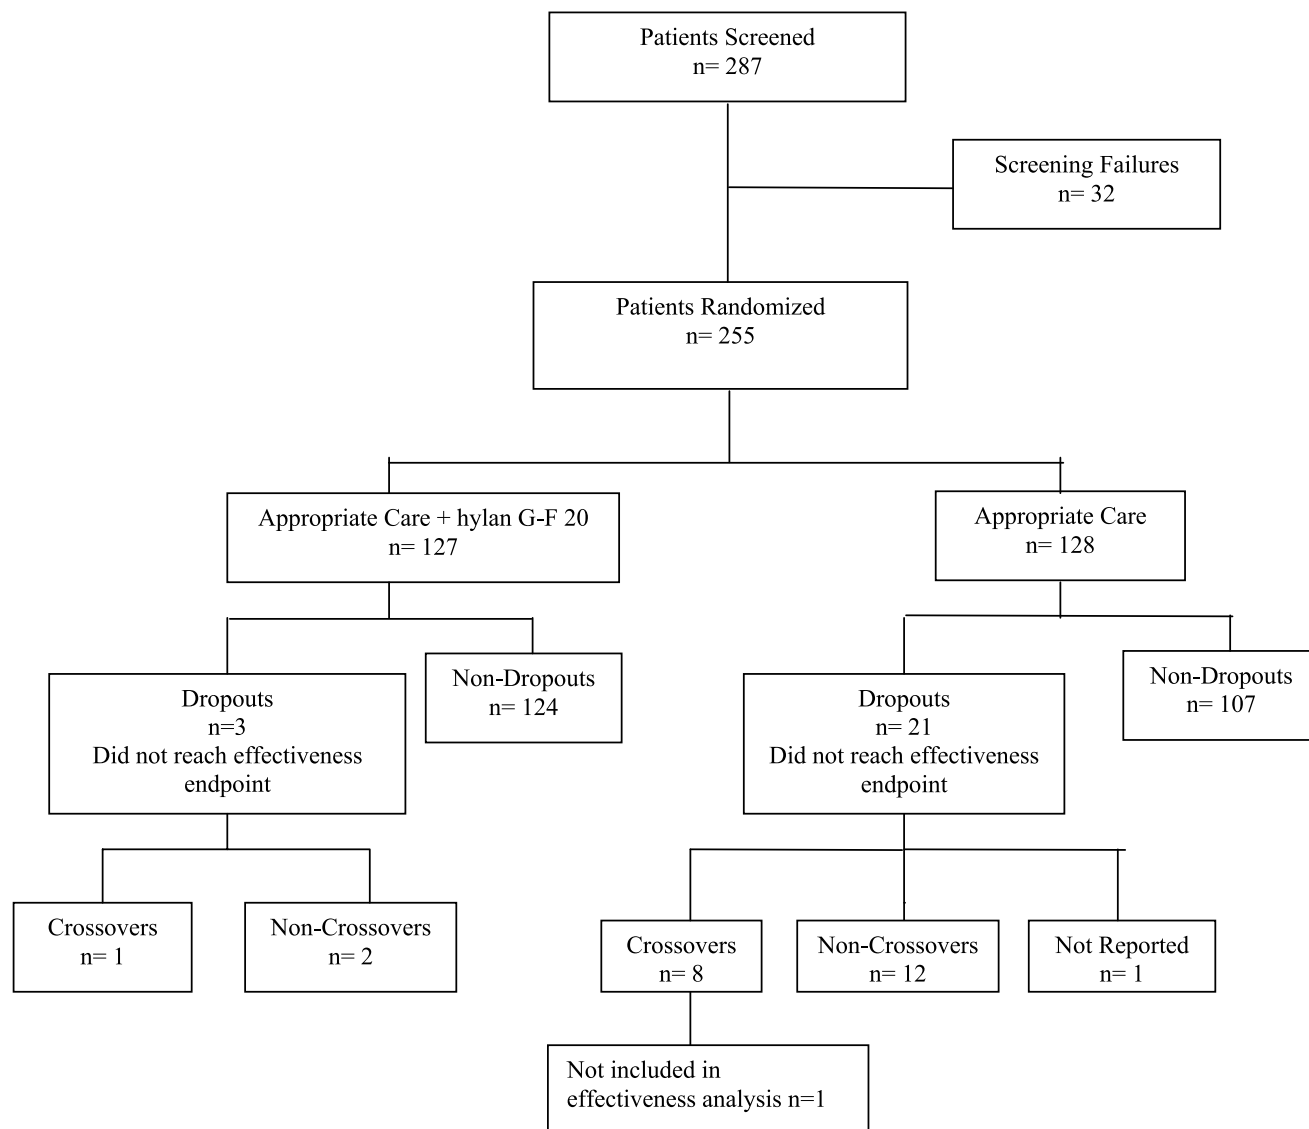 Patients Screened
n= 287
Screening Failures
n= 32
Patients Randomized
n= 255
Appropriate Care + hylan G-F 20
n= 127
Appropriate Care
n= 128
Dropouts
n=3
Did not reach effectiveness
endpoint
Non-Dropouts
n= 124
Dropouts
n= 21
Did not reach effectiveness
endpoint
Non-Dropouts
n= 107
Crossovers
n= 1
Non-Crossovers
n= 2
Crossovers
n= 8
Non-Crossovers
n= 12
Not Reported
n= 1
Not included in
effectiveness analysis n=1